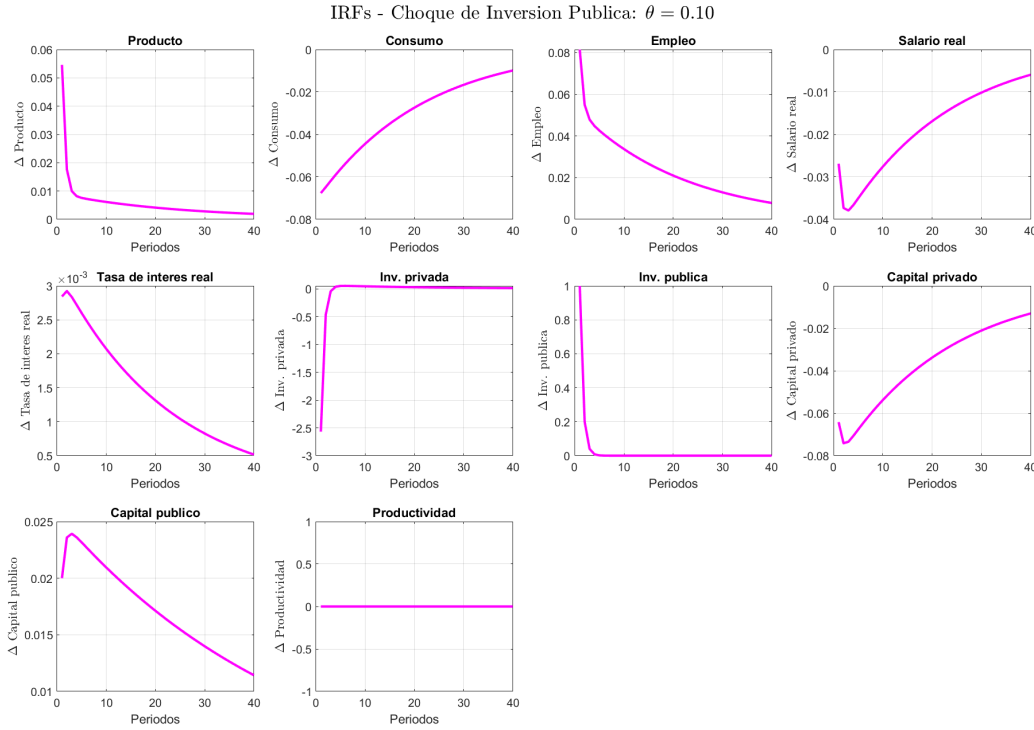 IRFs - Choque de Inversion Publica: θ = 0.10
Producto
Δ Producto
0.06
0.05
0.04
0.03
0.02
0.01
0
0 10 20 30 40
Periodos
Consumo
Δ Consumo
0
-0.02
-0.04
-0.06
-0.08
0 10 20 30 40
Periodos
Empleo
Δ Empleo
0.08
0.06
0.04
0.02
0
0 10 20 30 40
Periodos
Salario real
Δ Salario real
0
-0.01
-0.02
-0.03
-0.04
0 10 20 30 40
Periodos
Tasa de interes real
×10⁻³
Δ Tasa de interes real
3
2.5
2
1.5
1
0.5
0 10 20 30 40
Periodos
Inv. privada
Δ Inv. privada
0
-0.5
-1
-1.5
-2
-2.5
-3
0 10 20 30 40
Periodos
Inv. publica
Δ Inv. publica
1
0.8
0.6
0.4
0.2
0
0 10 20 30 40
Periodos
Capital privado
Δ Capital privado
0
-0.02
-0.04
-0.06
-0.08
0 10 20 30 40
Periodos
Capital publico
Δ Capital publico
0.025
0.02
0.015
0.01
0 10 20 30 40
Periodos
Productividad
Δ Productividad
1
0.5
0
-0.5
-1
0 10 20 30 40
Periodos